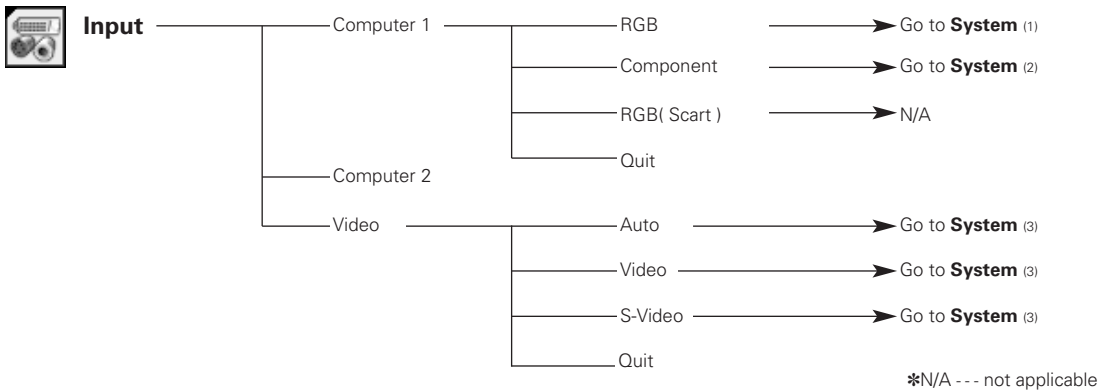 Input Computer 1 RGB Go to System (1)
Component Go to System (2)
RGB( Scart ) N/A
Quit
Computer 2
Video Auto Go to System (3)
Video Go to System (3)
S-Video Go to System (3)
Quit
✽N/A - - - not applicable